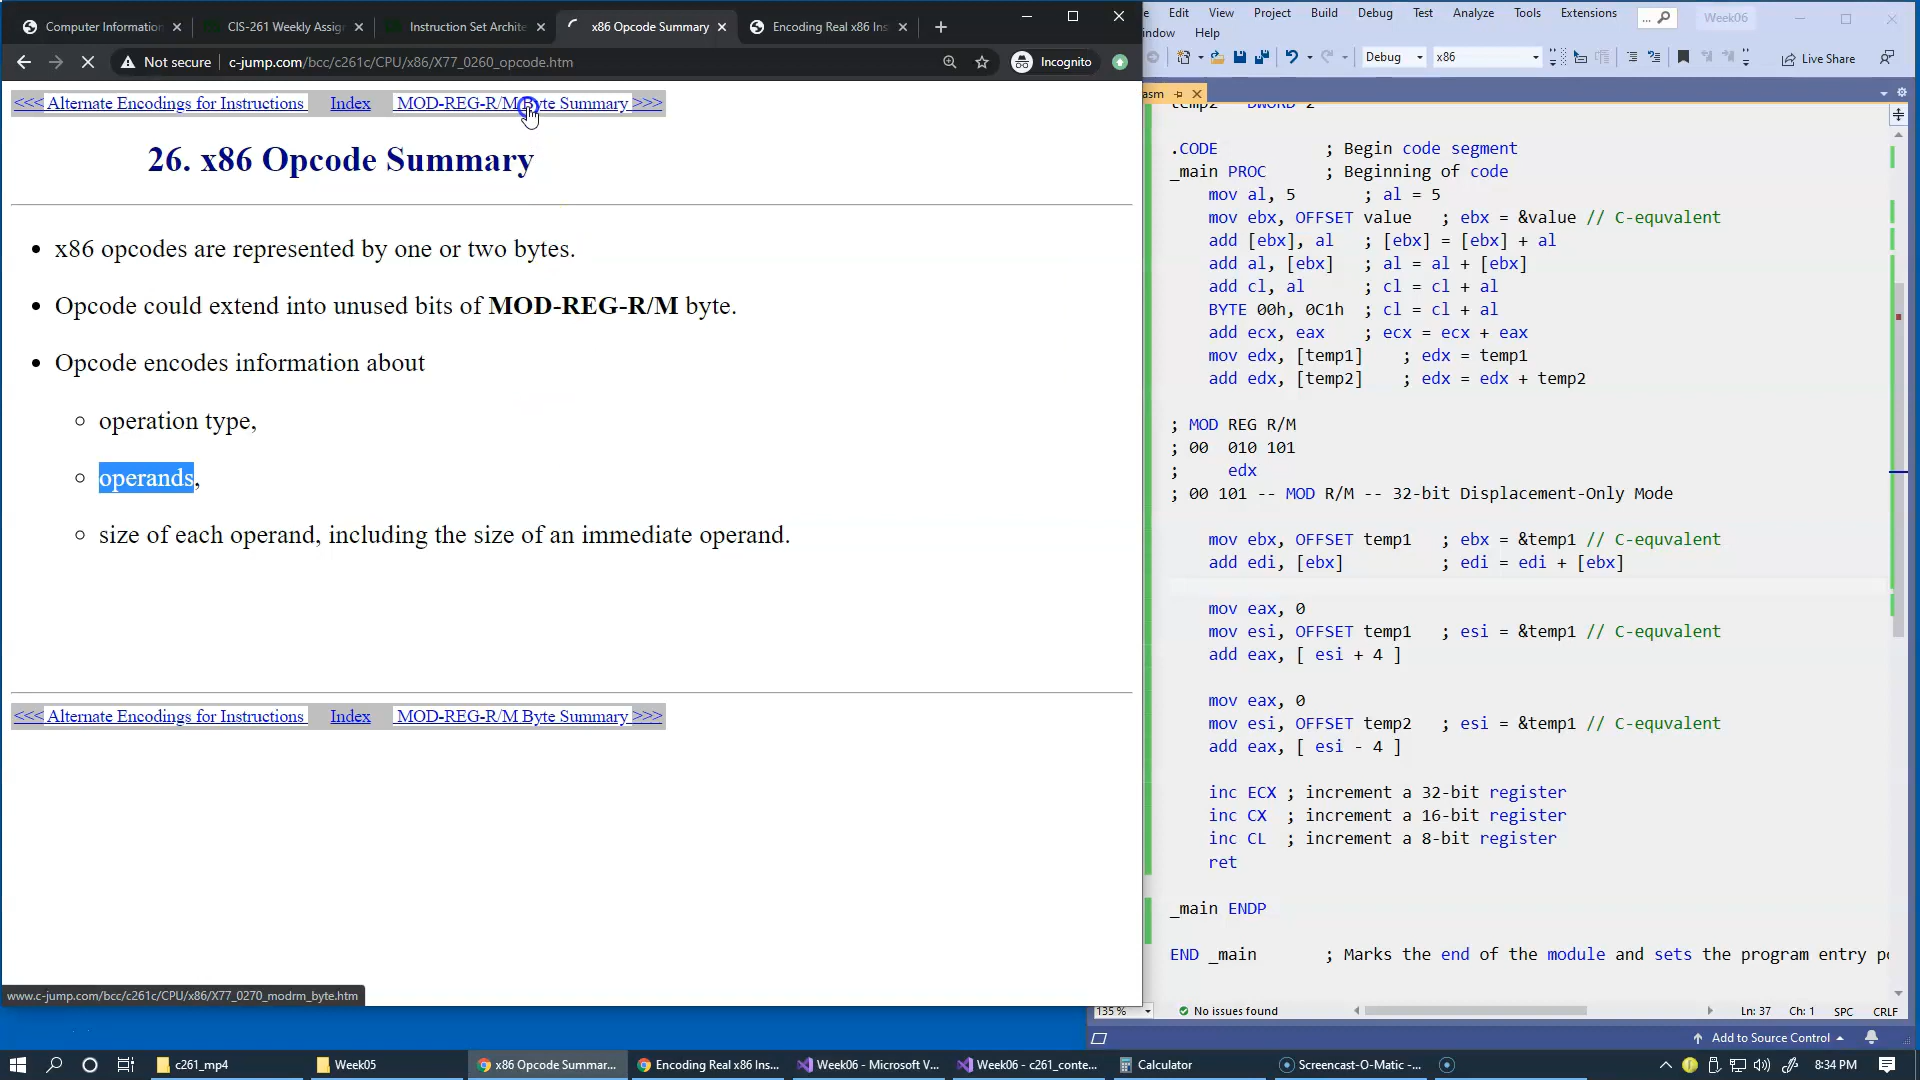 Computer Information
CIS-261 Weekly Assig
Instruction Set Archite
x86 Opcode Summary
Encoding Real x86 Ins
Not secure
c-jump.com/bcc/c261c/CPU/x86/X77_0260_opcode.htm
Incognito
<<< Alternate Encodings for Instructions Index MOD-REG-R/M Byte Summary >>>
26. x86 Opcode Summary
x86 opcodes are represented by one or two bytes.
Opcode could extend into unused bits of MOD-REG-R/M byte.
Opcode encodes information about
operation type,
operands,
size of each operand, including the size of an immediate operand.
<<< Alternate Encodings for Instructions Index MOD-REG-R/M Byte Summary >>>
www.c-jump.com/bcc/c261c/CPU/x86/X77_0270_modrm_byte.htm
Edit View Project Build Debug Test Analyze Tools Extensions
... Week06
indow Help
Debug x86 Live Share
asm
temp2 DWORD 2
.CODE ; Begin code segment
_main PROC ; Beginning of code
mov al, 5 ; al = 5
mov ebx, OFFSET value ; ebx = &value // C-equvalent
add [ebx], al ; [ebx] = [ebx] + al
add al, [ebx] ; al = al + [ebx]
add cl, al ; cl = cl + al
BYTE 00h, 0C1h ; cl = cl + al
add ecx, eax ; ecx = ecx + eax
mov edx, [temp1] ; edx = temp1
add edx, [temp2] ; edx = edx + temp2
; MOD REG R/M
; 00 010 101
; edx
; 00 101 -- MOD R/M -- 32-bit Displacement-Only Mode
mov ebx, OFFSET temp1 ; ebx = &temp1 // C-equvalent
add edi, [ebx] ; edi = edi + [ebx]
mov eax, 0
mov esi, OFFSET temp1 ; esi = &temp1 // C-equvalent
add eax, [ esi + 4 ]
mov eax, 0
mov esi, OFFSET temp2 ; esi = &temp1 // C-equvalent
add eax, [ esi - 4 ]
inc ECX ; increment a 32-bit register
inc CX ; increment a 16-bit register
inc CL ; increment a 8-bit register
ret
_main ENDP
END _main ; Marks the end of the module and sets the program entry po
135 % No issues found Ln: 37 Ch: 1 SPC CRLF
Add to Source Control
c261_mp4
Week05
x86 Opcode Summar...
Encoding Real x86 Ins...
Week06 - Microsoft V...
Week06 - c261_conte...
Calculator
Screencast-O-Matic -...
8:34 PM